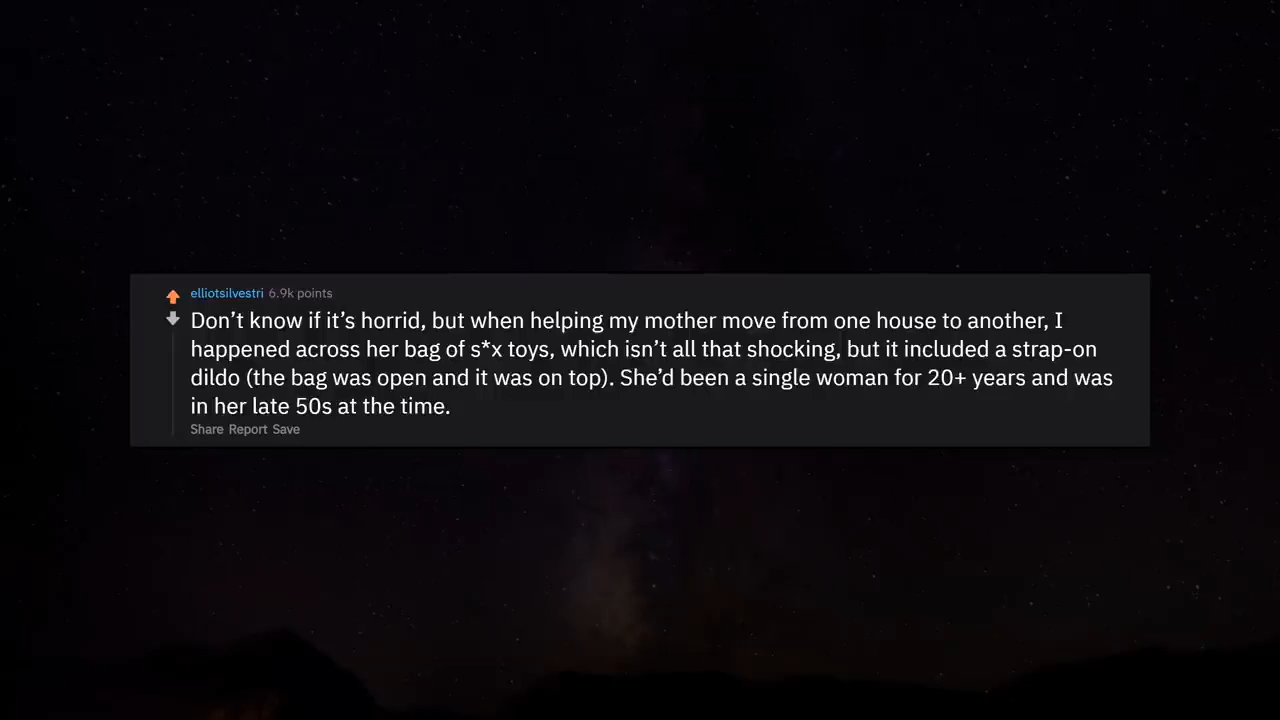 elliotsilvestri 6.9k points
Don’t know if it’s horrid, but when helping my mother move from one house to another, I
happened across her bag of s*x toys, which isn’t all that shocking, but it included a strap-on
dildo (the bag was open and it was on top). She’d been a single woman for 20+ years and was
in her late 50s at the time.
Share Report Save